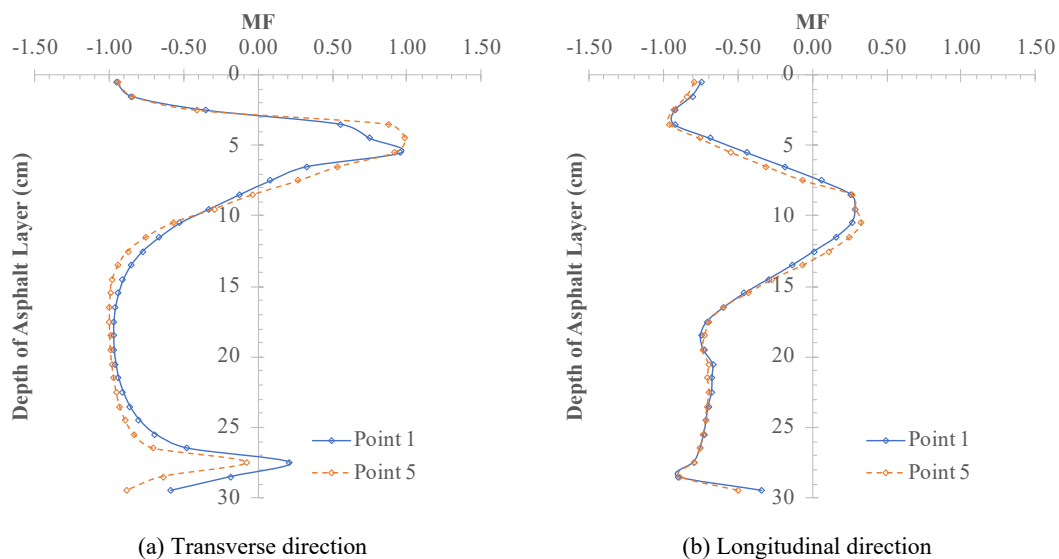 MF
-1.50 -1.00 -0.50 0.00 0.50 1.00 1.50
0
5
10
15
20
25
30
Depth of Asphalt Layer (cm)
Point 1
Point 5
(a) Transverse direction
MF
-1.50 -1.00 -0.50 0.00 0.50 1.00 1.50
0
5
10
15
20
25
30
Depth of Asphalt Layer (cm)
Point 1
Point 5
(b) Longitudinal direction